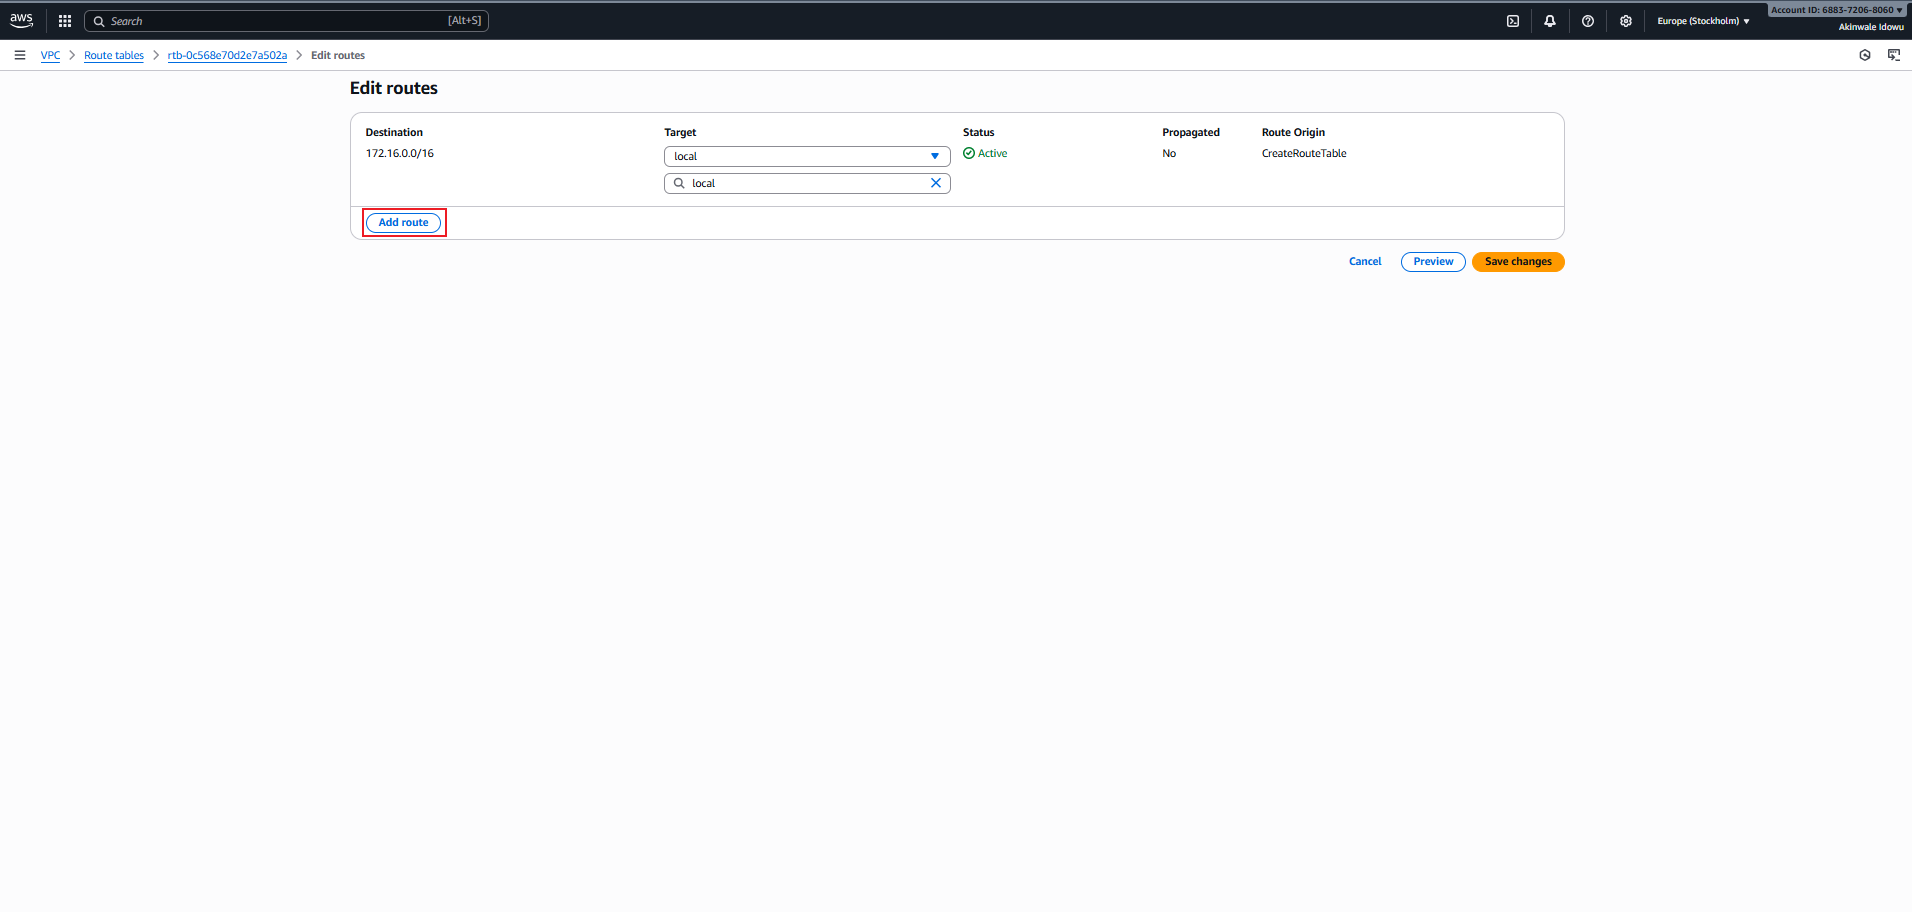 aws
Search
[Alt+S]
Europe (Stockholm)
Account ID: 6883-7206-8060
Akinwale Idowu
VPC
Route tables
rtb-0c568e70d2e7a502a
Edit routes
Edit routes
Destination
Target
Status
Propagated
Route Origin
172.16.0.0/16
local
Active
No
CreateRouteTable
local
Add route
Cancel
Preview
Save changes